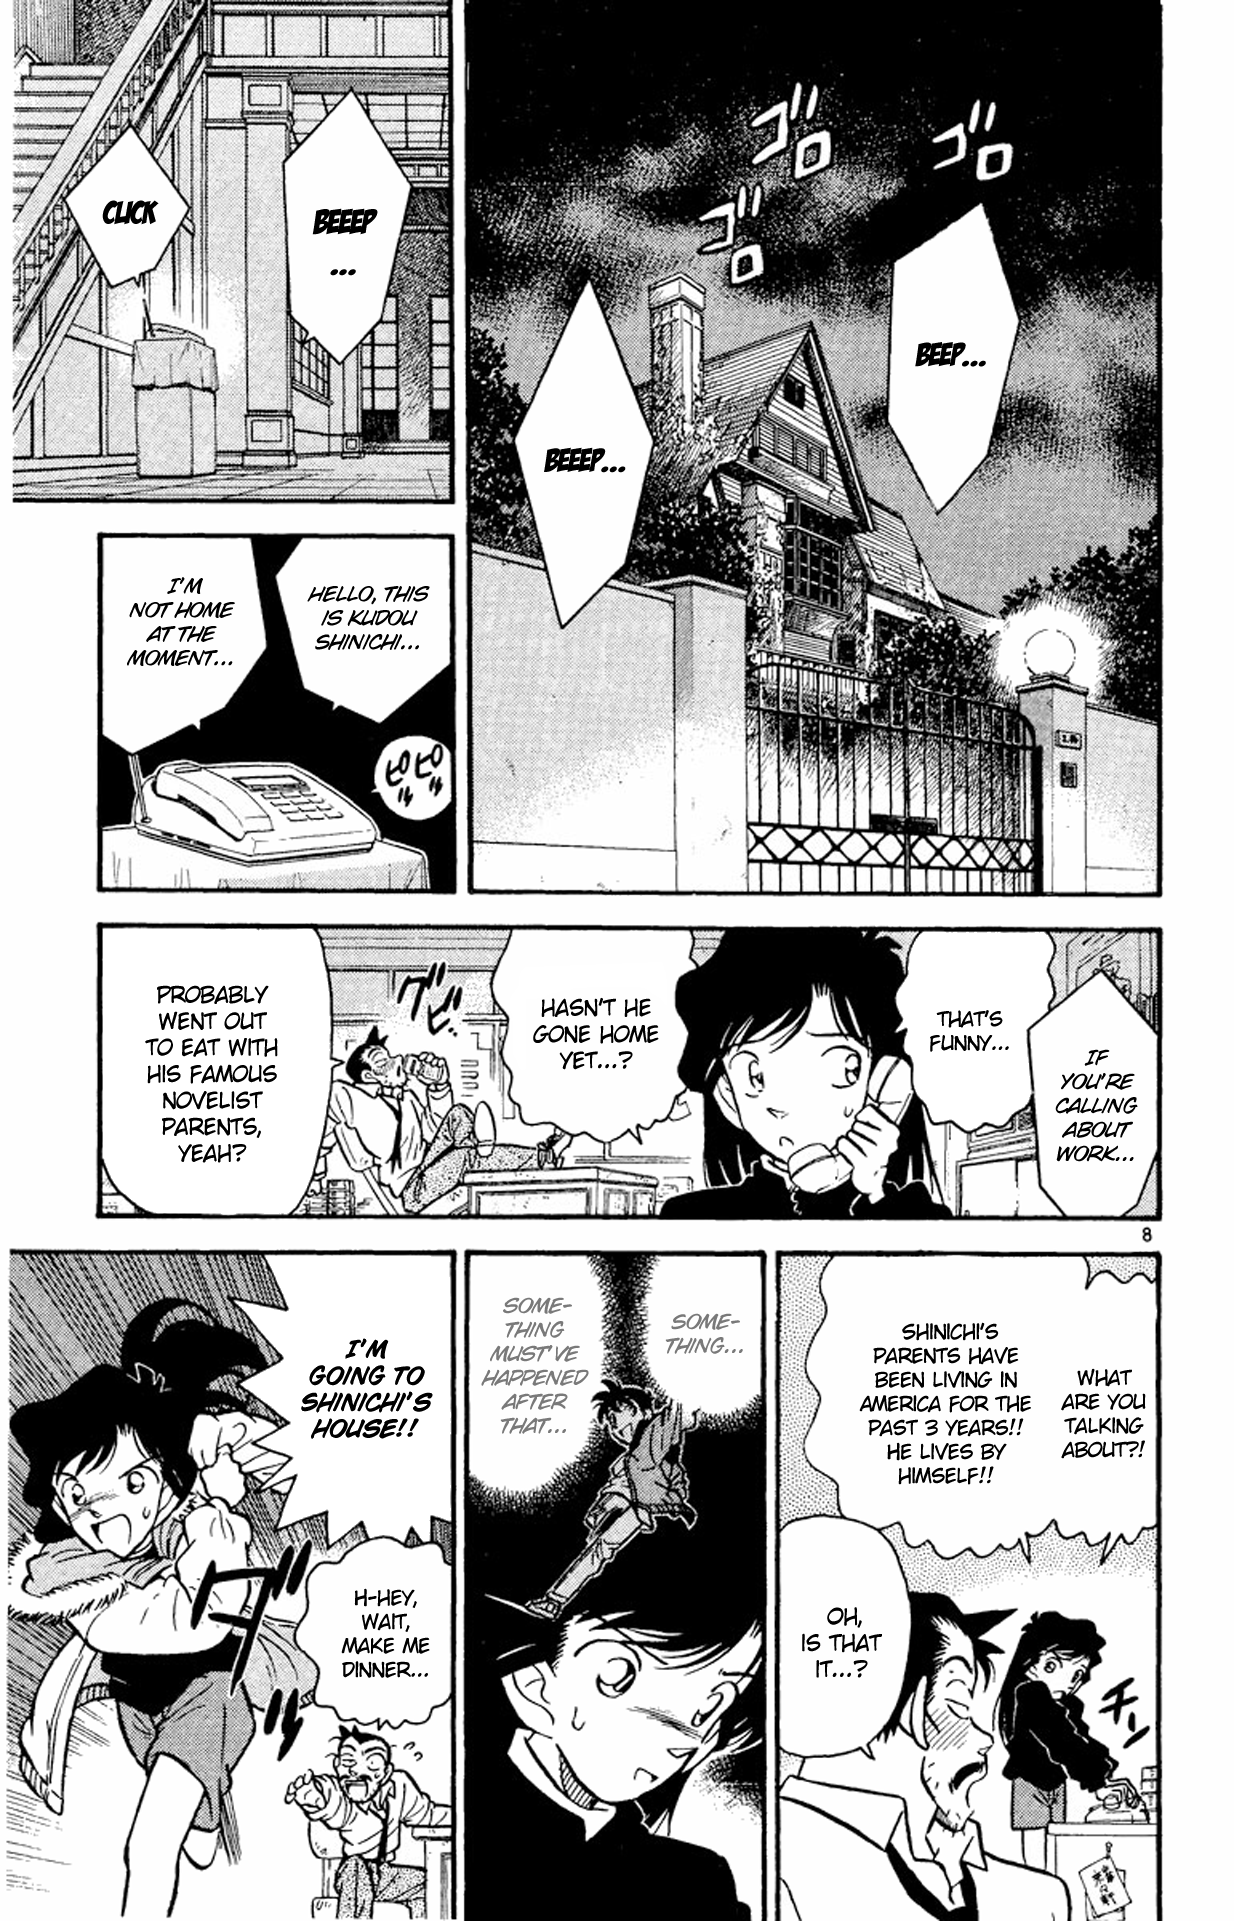 ゴロ
ゴロ
ゴロ
BEEP...
BEEEP...
BEEEP
...
CLICK
HELLO, THIS
IS KUDOU
SHINICHI...
I'M
NOT HOME
AT THE
MOMENT...
ピピッ
IF
YOU'RE
CALLING
ABOUT
WORK...
THAT'S
FUNNY...
HASN'T HE
GONE HOME
YET...?
グビ..
PROBABLY
WENT OUT
TO EAT WITH
HIS FAMOUS
NOVELIST
PARENTS,
YEAH?
8
WHAT
ARE YOU
TALKING
ABOUT?!
SHINICHI'S
PARENTS HAVE
BEEN LIVING IN
AMERICA FOR THE
PAST 3 YEARS!!
HE LIVES BY
HIMSELF!!
OH,
IS THAT
IT...?
チン
SOME-
THING...
SOME-
THING
MUST'VE
HAPPENED
AFTER
THAT...
I'M
GOING TO
SHINICHI'S
HOUSE!!
H-HEY,
WAIT,
MAKE ME
DINNER...
ダッ